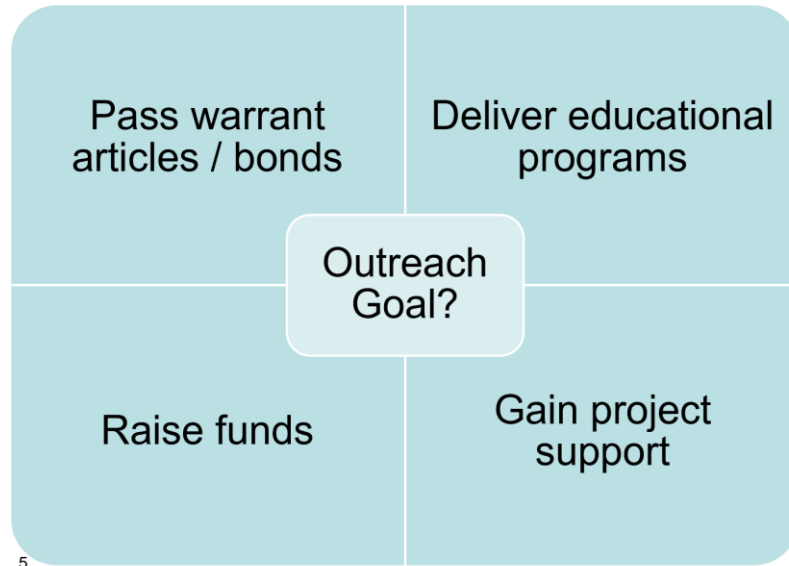 Pass warrant
articles / bonds
Deliver educational
programs
Outreach
Goal?
Raise funds
Gain project
support
5